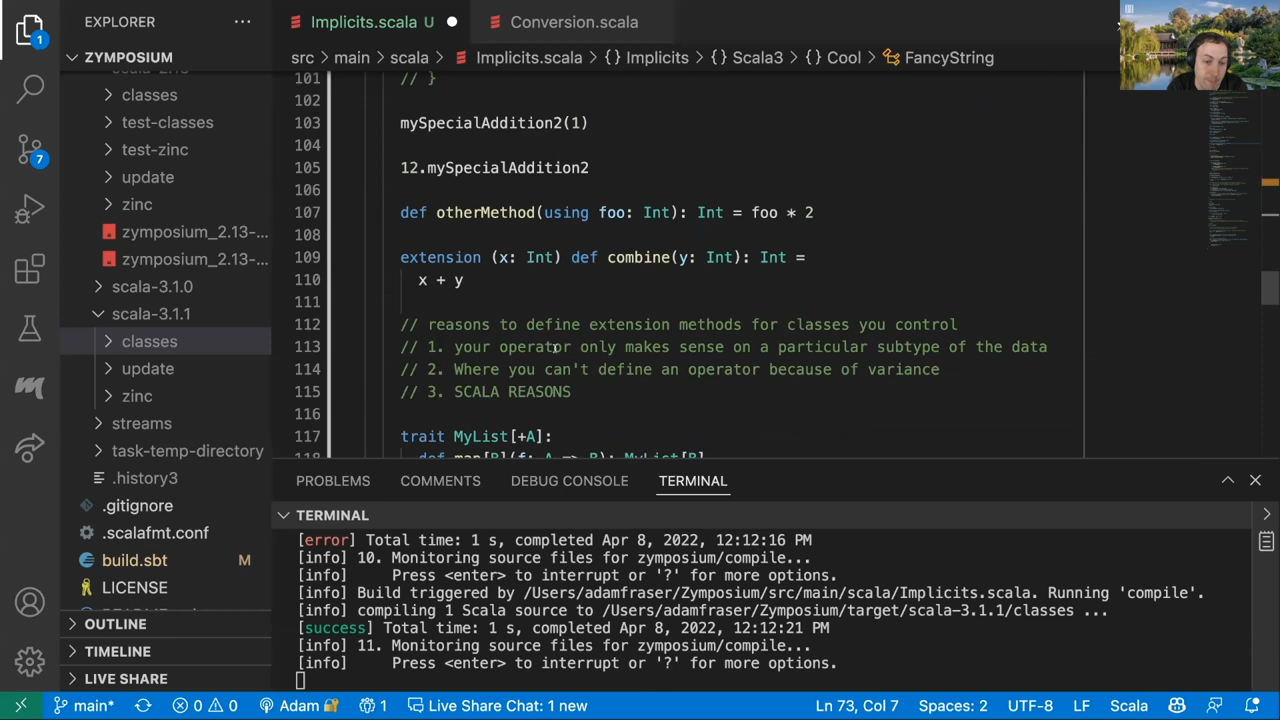 EXPLORER
···
Implicits.scala U
Conversion.scala
1
ZYMPOSIUM
src > main > scala > Implicits.scala > {} Implicits > {} Scala3 > {} Cool > FancyString
classes
test-classes
test-zinc
update
zinc
zymposium_2.13-...
zymposium_2.13-...
scala-3.1.0
scala-3.1.1
classes
update
zinc
streams
task-temp-directory
.history3
.gitignore
.scalafmt.conf
build.sbt M
LICENSE
OUTLINE
TIMELINE
LIVE SHARE
7
101 // }
102
103 mySpecialAddition2(1)
104
105 12.mySpecialAddition2
106
107 def otherMethod(using foo: Int): Int = foo * 2
108
109 extension (x: Int) def combine(y: Int): Int =
110 x + y
111
112 // reasons to define extension methods for classes you control
113 // 1. your operator only makes sense on a particular subtype of the data
114 // 2. Where you can't define an operator because of variance
115 // 3. SCALA REASONS
116
117 trait MyList[+A]:
118 def map[B](f: A => B): MyList[B]
PROBLEMS COMMENTS DEBUG CONSOLE TERMINAL
TERMINAL
[error] Total time: 1 s, completed Apr 8, 2022, 12:12:16 PM
[info] 10. Monitoring source files for zymposium/compile...
[info] Press <enter> to interrupt or '?' for more options.
[info] Build triggered by /Users/adamfraser/Zymposium/src/main/scala/Implicits.scala. Running 'compile'.
[info] compiling 1 Scala source to /Users/adamfraser/Zymposium/target/scala-3.1.1/classes ...
[success] Total time: 1 s, completed Apr 8, 2022, 12:12:21 PM
[info] 11. Monitoring source files for zymposium/compile...
[info] Press <enter> to interrupt or '?' for more options.
main* 0 0 Adam 1 Live Share Chat: 1 new Ln 73, Col 7 Spaces: 2 UTF-8 LF Scala